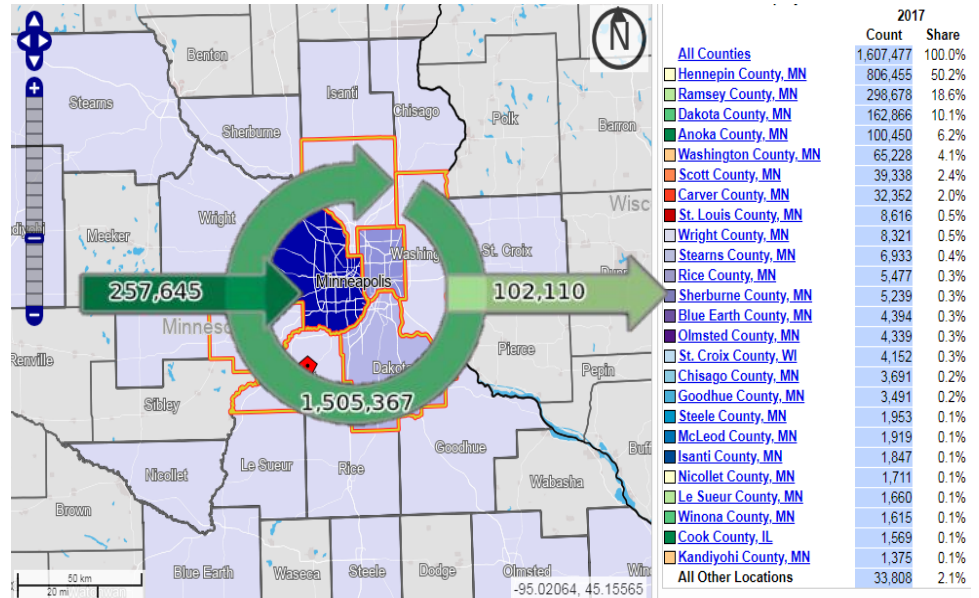 2017
Count Share
All Counties 1,607,477 100.0%
Hennepin County, MN 806,455 50.2%
Ramsey County, MN 298,678 18.6%
Dakota County, MN 162,866 10.1%
Anoka County, MN 100,450 6.2%
Washington County, MN 65,228 4.1%
Scott County, MN 39,338 2.4%
Carver County, MN 32,352 2.0%
St. Louis County, MN 8,616 0.5%
Wright County, MN 8,321 0.5%
Stearns County, MN 6,933 0.4%
Rice County, MN 5,477 0.3%
Sherburne County, MN 5,239 0.3%
Blue Earth County, MN 4,394 0.3%
Olmsted County, MN 4,339 0.3%
St. Croix County, WI 4,152 0.3%
Chisago County, MN 3,691 0.2%
Goodhue County, MN 3,491 0.2%
Steele County, MN 1,953 0.1%
McLeod County, MN 1,919 0.1%
Isanti County, MN 1,847 0.1%
Nicollet County, MN 1,711 0.1%
Le Sueur County, MN 1,660 0.1%
Winona County, MN 1,615 0.1%
Cook County, IL 1,569 0.1%
Kandiyohi County, MN 1,375 0.1%
All Other Locations 33,808 2.1%
N
Benton
Isanti
Stearns
Chisago
Polk
Sherburne
Barron
Wright
Wisc
Meeker
Washing
St. Croix
Minneapolis
257,645
102,110
Minnes
Pierce
Renville
Dakot
Pepin
Sibley
1,505,367
Goodhue
Buf
Le Sueur
Rice
Nicollet
Wabasha
Brown
Blue Earth
Waseca
Steele
Dodge
Olmsted
Win
50 km
20 mi
-95.02064, 45.15565